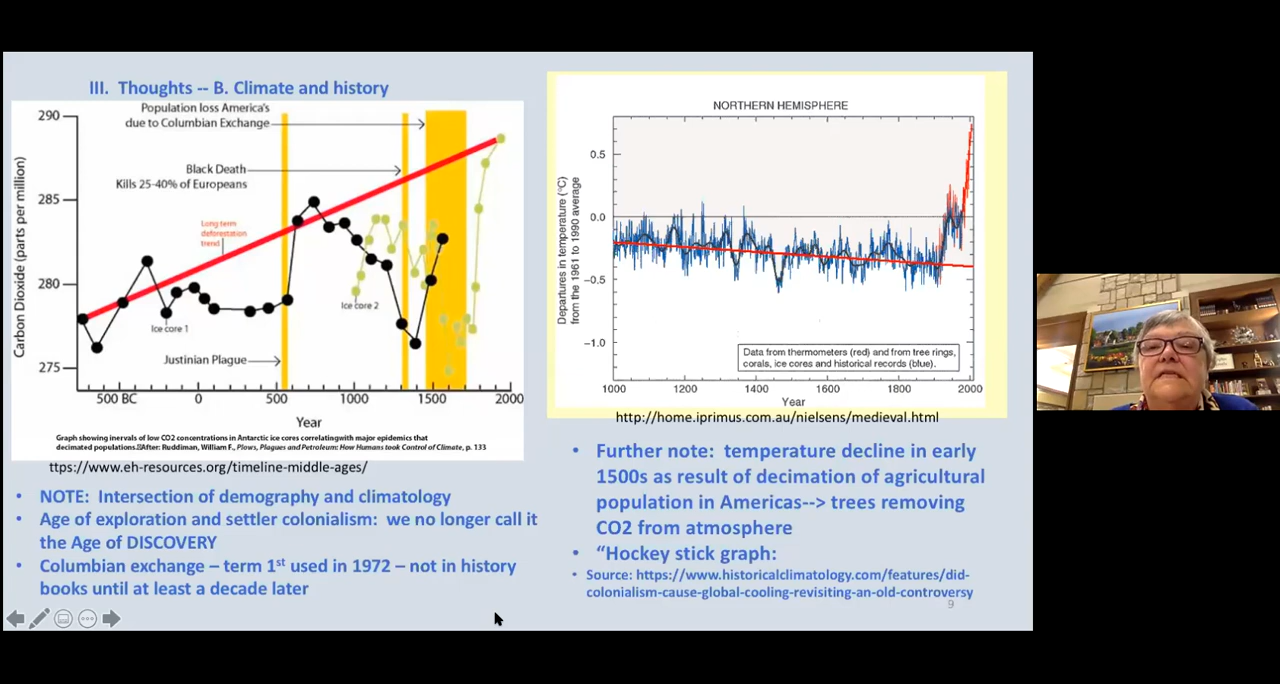 III. Thoughts -- B. Climate and history
Population loss America's
due to Columbian Exchange
Black Death
Kills 25-40% of Europeans
Long term
deforestation
trend
Ice core 1
Ice core 2
Justinian Plague
Carbon Dioxide (parts per million)
290
285
280
275
500 BC
0
500
1000
1500
2000
Year
Graph showing inervals of low CO2 concentrations in Antarctic ice cores correlatingwith major epidemics that
decimated populations. After: Ruddiman, William F., Plows, Plagues and Petroleum: How Humans took Control of Climate, p. 133
ttps://www.eh-resources.org/timeline-middle-ages/
• NOTE: Intersection of demography and climatology
• Age of exploration and settler colonialism: we no longer call it
the Age of DISCOVERY
• Columbian exchange – term 1st used in 1972 – not in history
books until at least a decade later
NORTHERN HEMISPHERE
Departures in temperature (°C)
from the 1961 to 1990 average
0.5
0.0
−0.5
−1.0
Data from thermometers (red) and from tree rings,
corals, ice cores and historical records (blue).
1000
1200
1400
1600
1800
2000
Year
http://home.iprimus.com.au/nielsens/medieval.html
• Further note: temperature decline in early
1500s as result of decimation of agricultural
population in Americas--> trees removing
CO2 from atmosphere
• “Hockey stick graph:
• Source: https://www.historicalclimatology.com/features/did-
colonialism-cause-global-cooling-revisiting-an-old-controversy
9